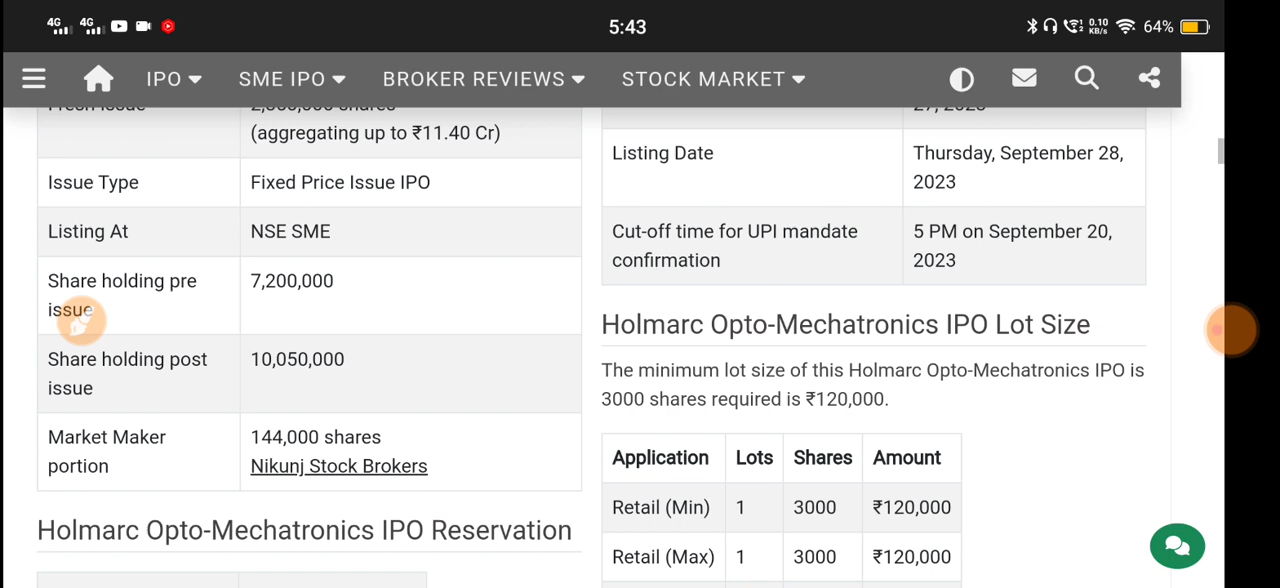 4G 4G 5:43 0.10 KB/s 64%
IPO SME IPO BROKER REVIEWS STOCK MARKET
Fresh Issue
(aggregating up to ₹11.40 Cr)
Issue Type Fixed Price Issue IPO
Listing At NSE SME
Share holding pre issue 7,200,000
Share holding post issue 10,050,000
Market Maker portion 144,000 shares
Nikunj Stock Brokers
Holmarc Opto-Mechatronics IPO Reservation
27, 2023
Listing Date Thursday, September 28, 2023
Cut-off time for UPI mandate confirmation 5 PM on September 20, 2023
Holmarc Opto-Mechatronics IPO Lot Size
The minimum lot size of this Holmarc Opto-Mechatronics IPO is
3000 shares required is ₹120,000.
Application Lots Shares Amount
Retail (Min) 1 3000 ₹120,000
Retail (Max) 1 3000 ₹120,000